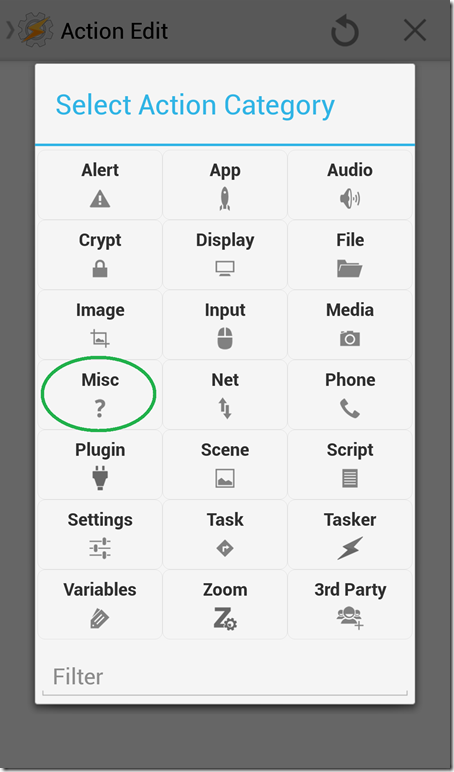 Action Edit
Select Action Category
Alert App Audio
Crypt Display File
Image Input Media
Misc Net Phone
?
Plugin Scene Script
Settings Task Tasker
Variables Zoom 3rd Party
Z
Filter